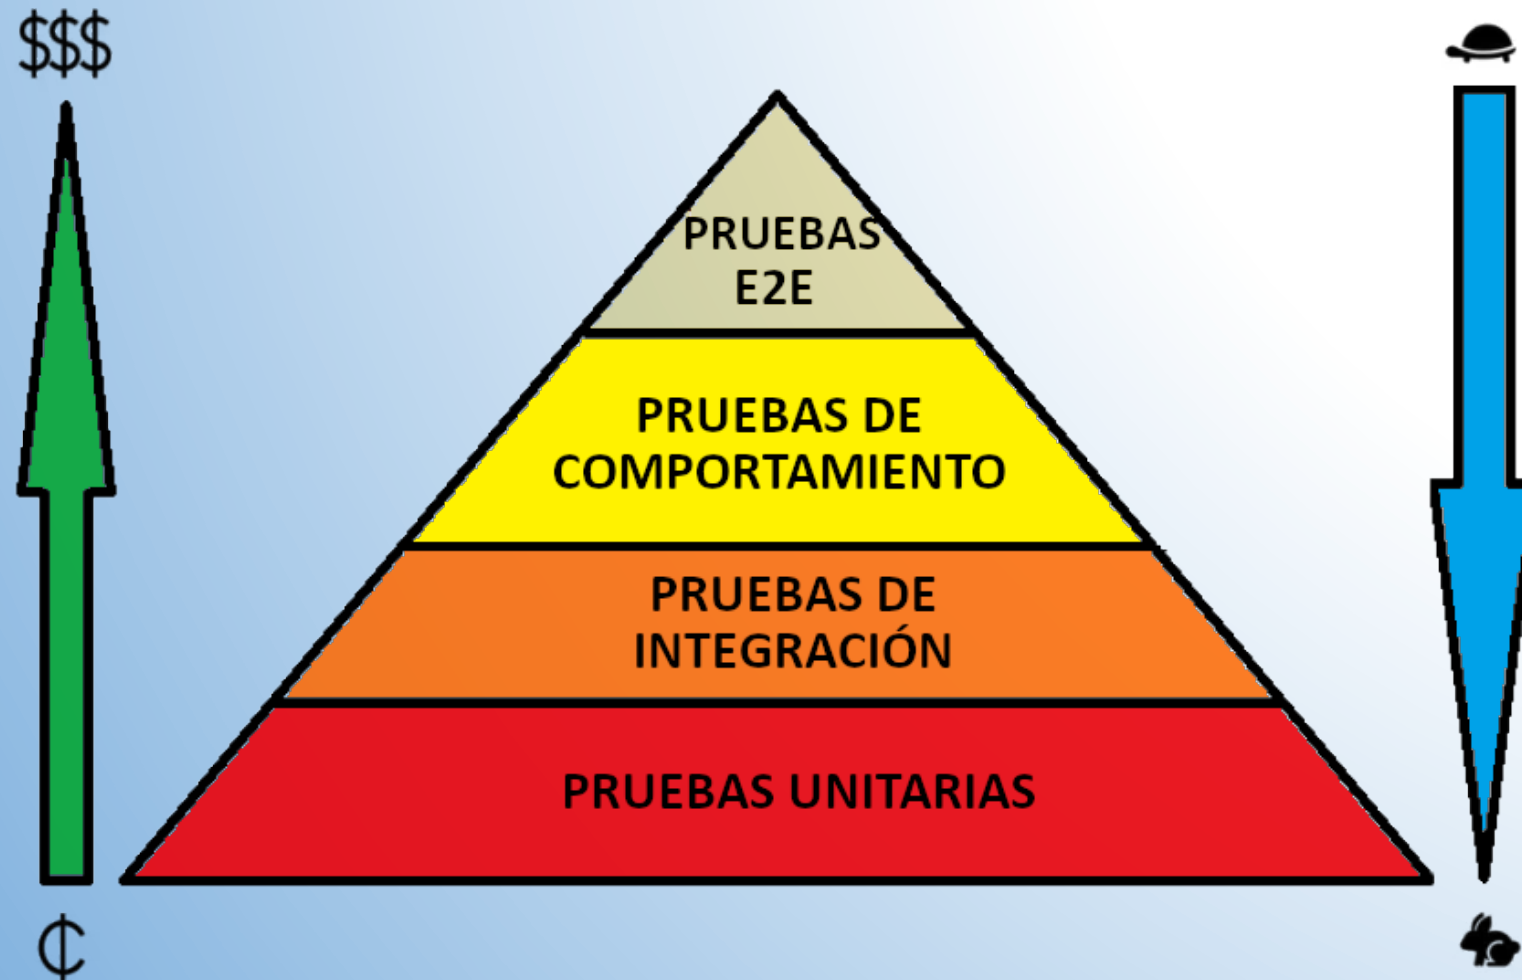 $$$
PRUEBAS
E2E
PRUEBAS DE
COMPORTAMIENTO
PRUEBAS DE
INTEGRACIÓN
PRUEBAS UNITARIAS
₵